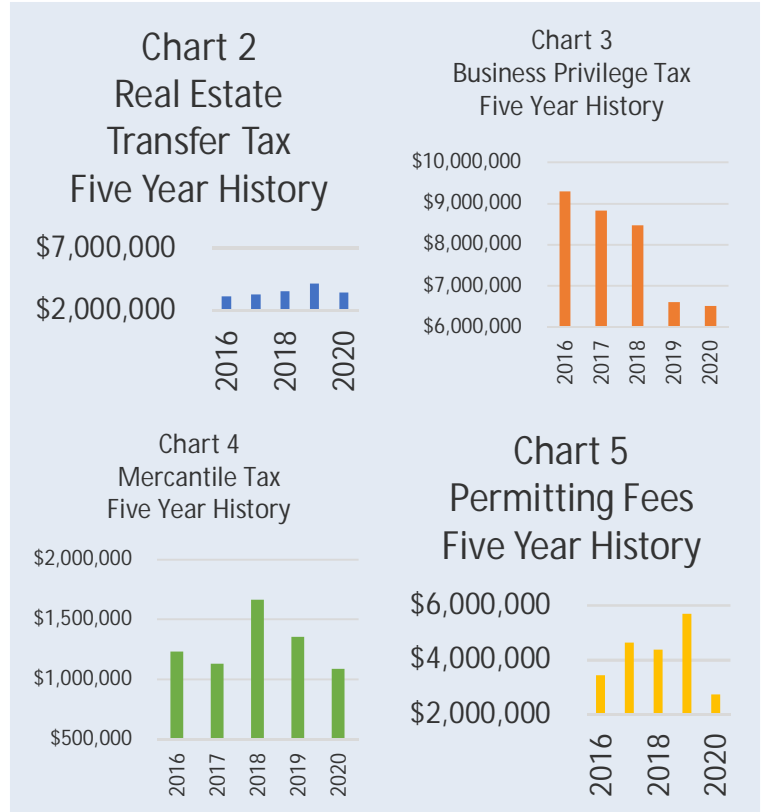 Chart 2
Real Estate
Transfer Tax
Five Year History
$7,000,000
$2,000,000
2016
2018
2020
Chart 3
Business Privilege Tax
Five Year History
$10,000,000
$9,000,000
$8,000,000
$7,000,000
$6,000,000
2016
2017
2018
2019
2020
Chart 4
Mercantile Tax
Five Year History
$2,000,000
$1,500,000
$1,000,000
$500,000
2016
2017
2018
2019
2020
Chart 5
Permitting Fees
Five Year History
$6,000,000
$4,000,000
$2,000,000
2016
2018
2020